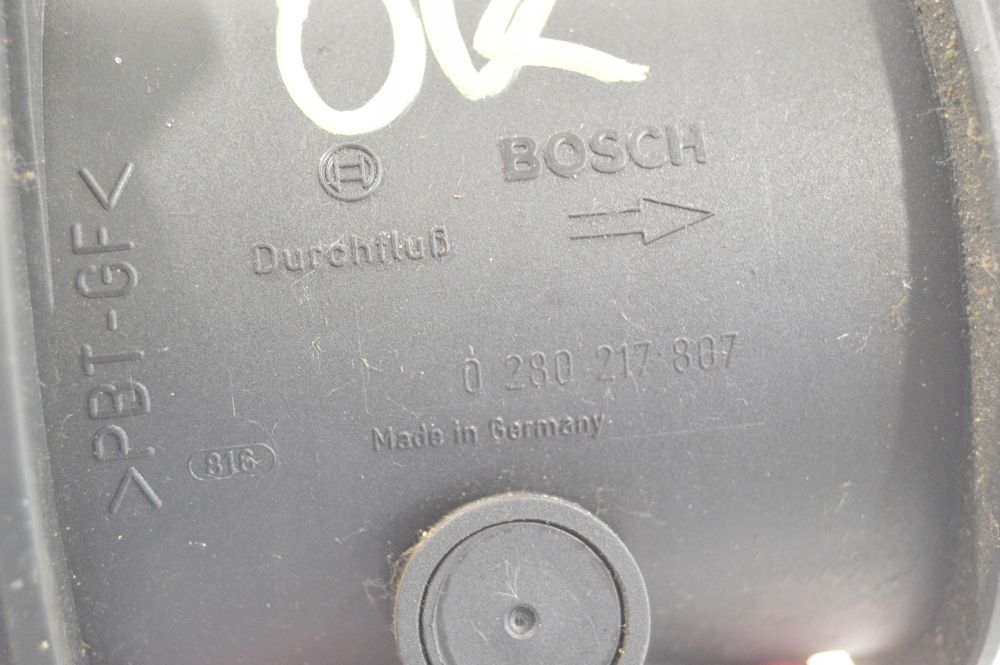 OK
BOSCH
Durchfluß
0 280 217 807
Made in Germany
816
>PBT-GF<